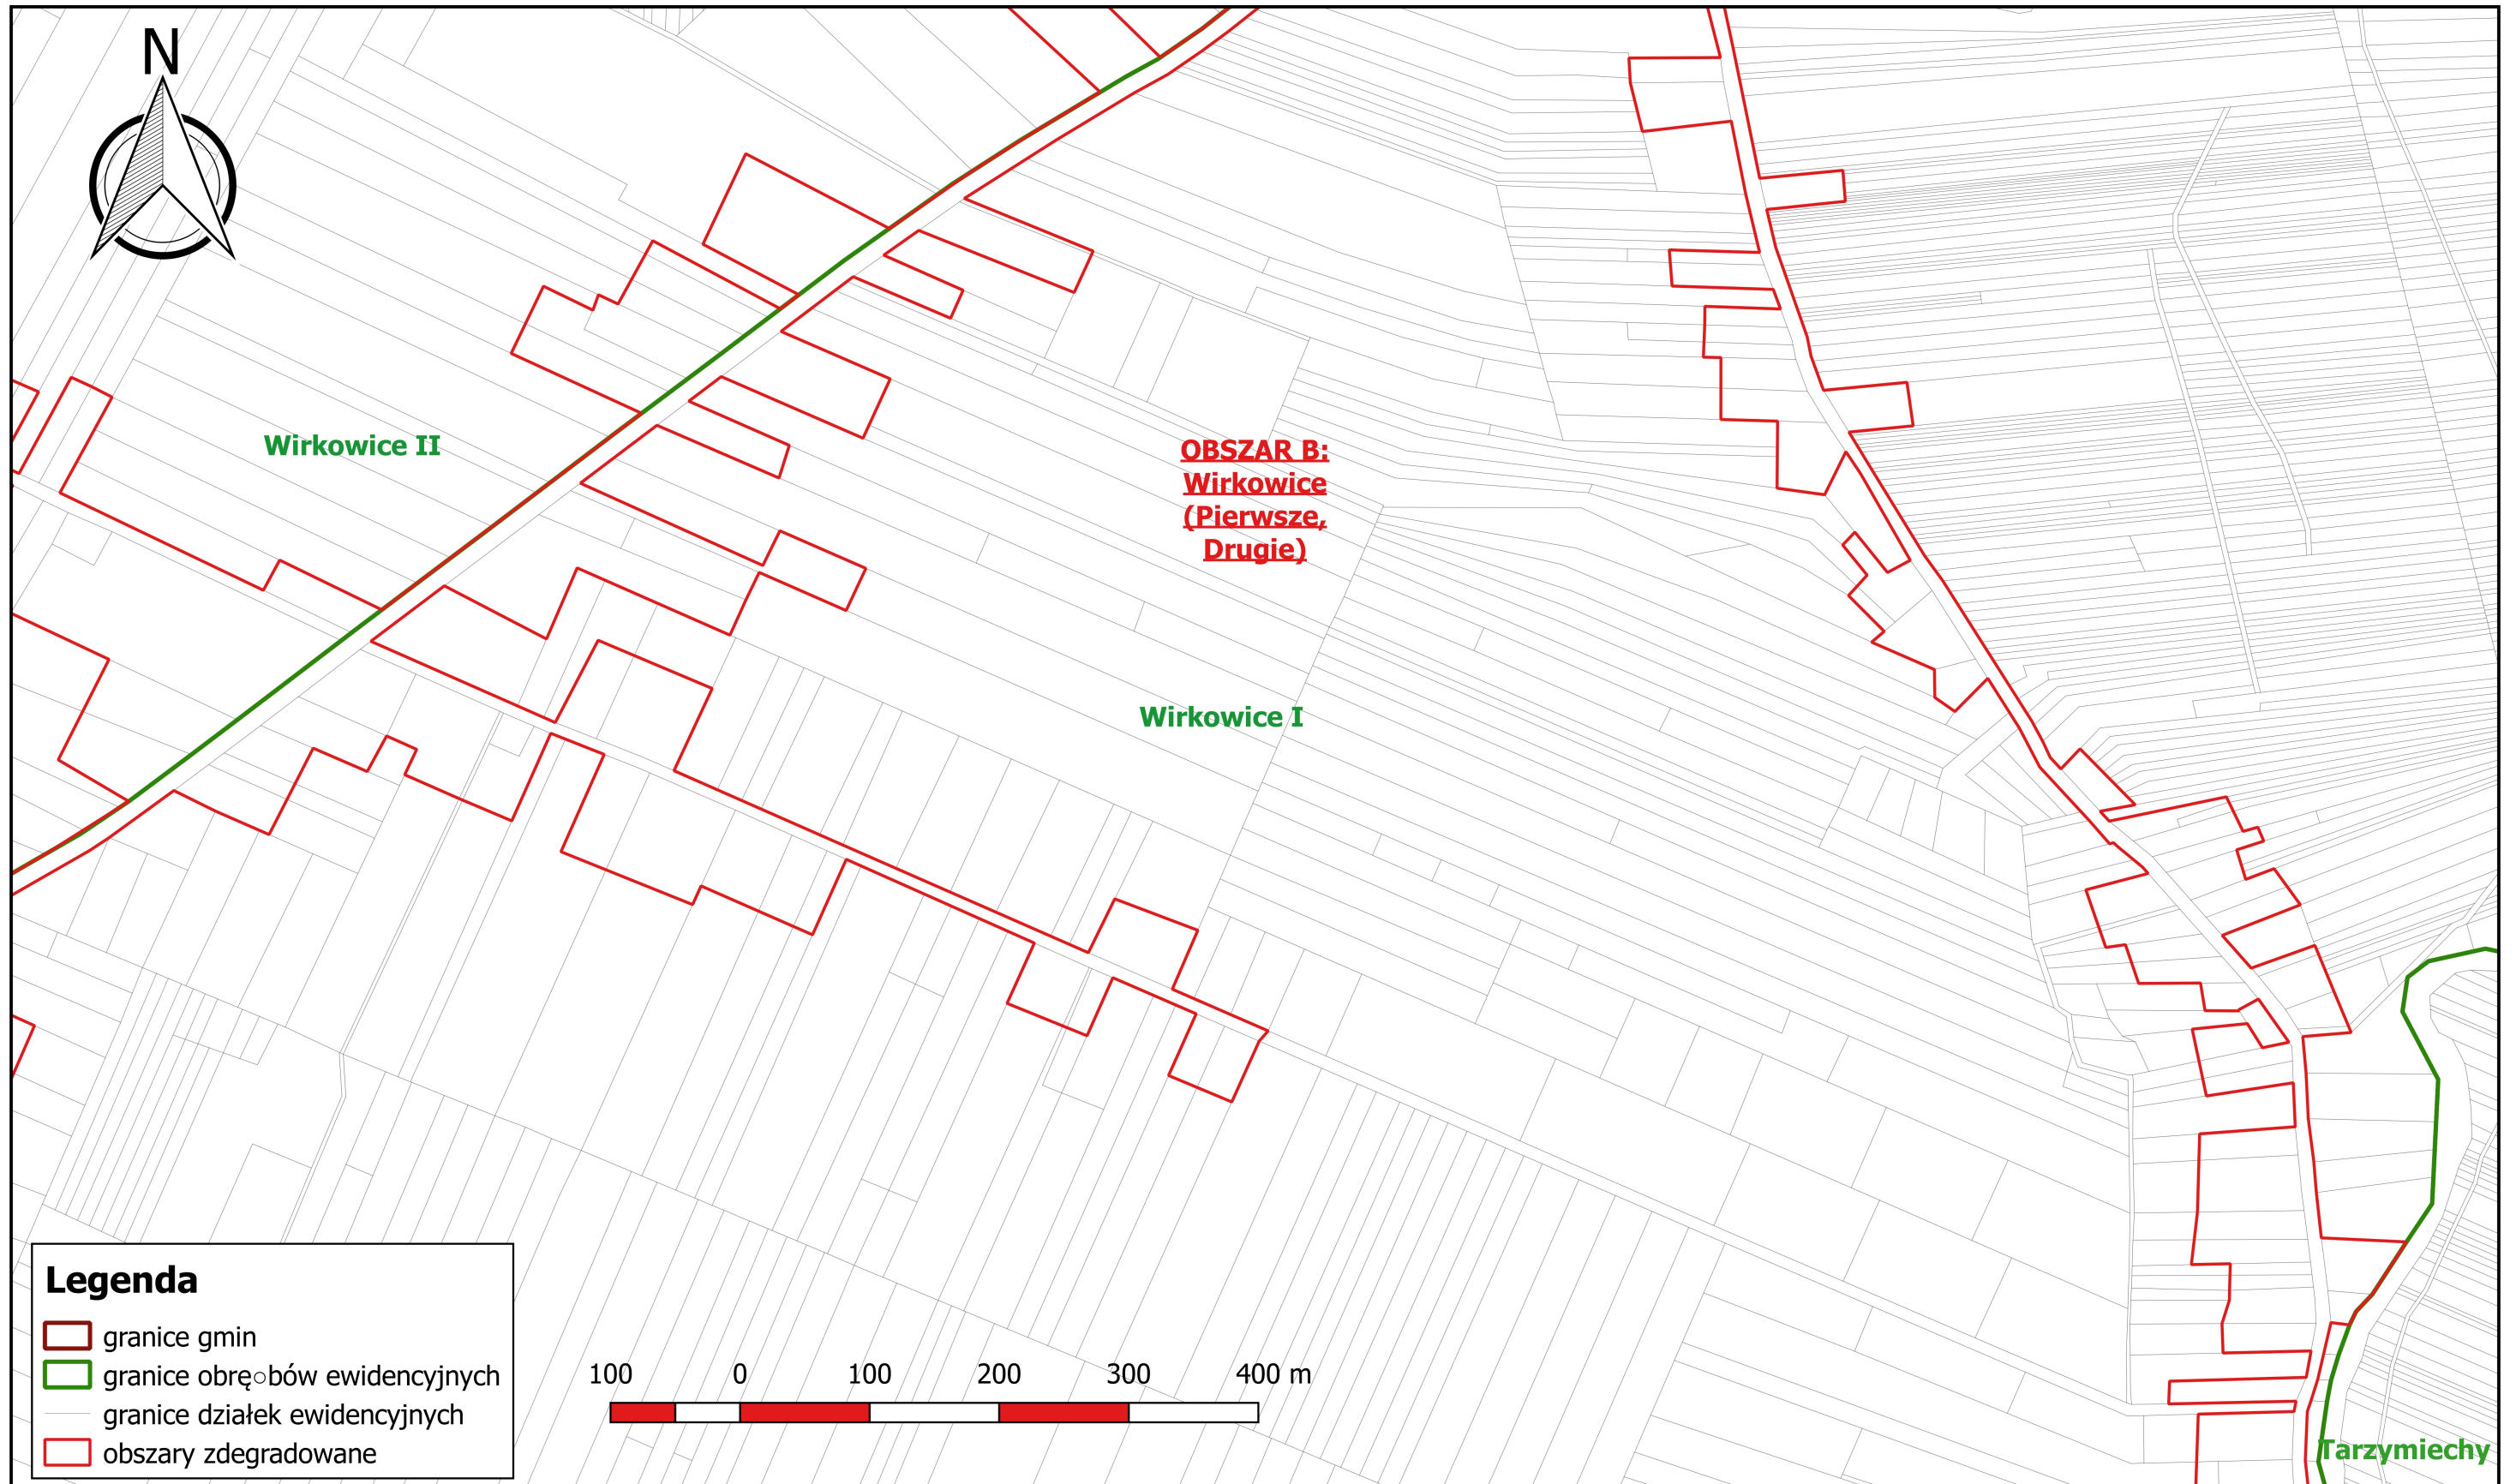 N
Wirkowice II
OBSZAR B:
Wirkowice
(Pierwsze,
Drugie)
Wirkowice I
Legenda
granice gmin
granice obrę○bów ewidencyjnych
granice działek ewidencyjnych
obszary zdegradowane
100 0 100 200 300 400 m
Tarzymiechy